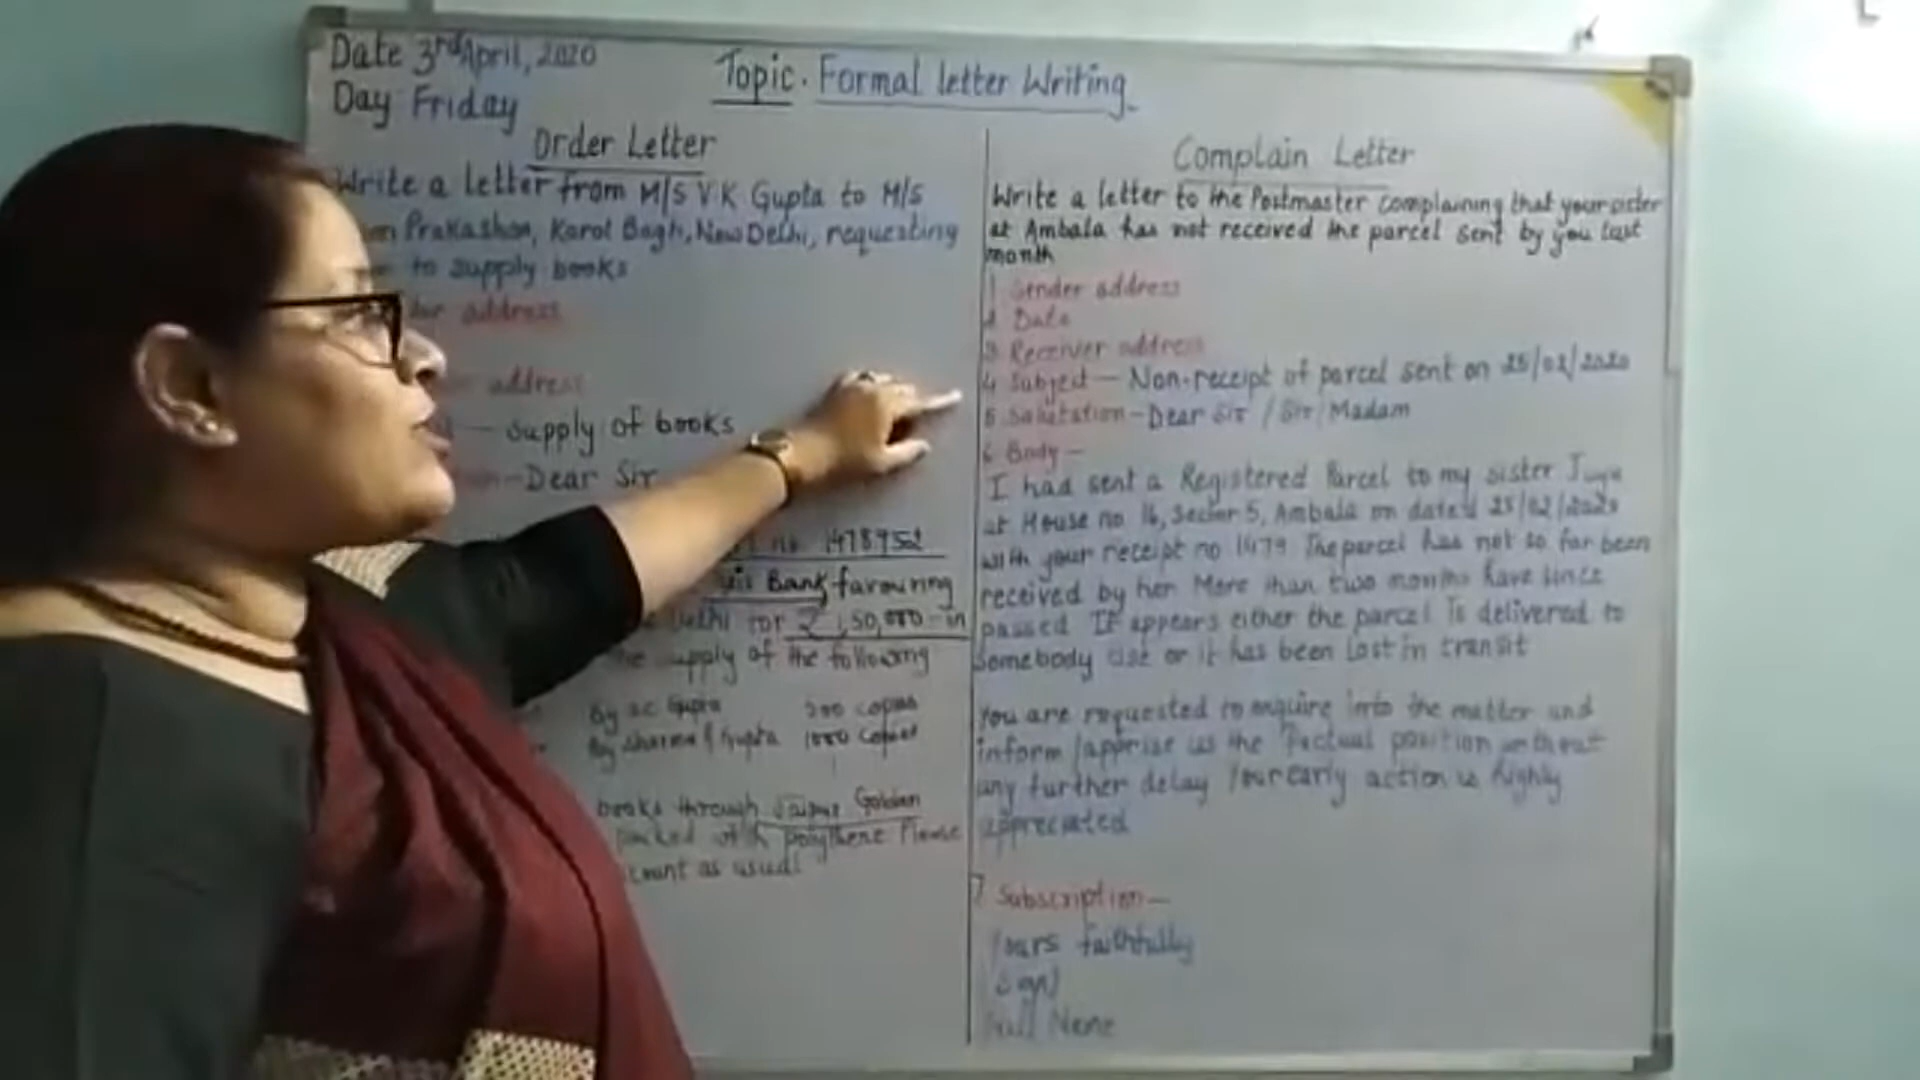 Date 3rd April, 2020
Day Friday
Topic. Formal letter Writing
Order Letter
Write a letter from M/S V K Gupta to M/S
Prakashan, Karol Bagh, New Delhi, requesting
to supply books
address
address
— supply of books
— Dear Sir
no 1478952
Bank favouring
Delhi for ₹ 1,50,000 - in
the supply of the following
By S C Gupta 200 copies
By Sharma & Gupta 1000 copies
books through Jaipur Golden
packed with polythene Please
as usual
Complain Letter
Write a letter to the Postmaster complaining that your sister
at Ambala has not received the parcel sent by you last
month
1 Sender address
2 Date
3 Receiver address
4 Subject — Non-receipt of parcel sent on 25/02/2020
5 Salutation — Dear Sir / Sir / Madam
6 Body —
I had sent a Registered Parcel to my sister
at House no 16, Sector 5, Ambala on dated 25/02/2020
with your receipt no 1479 The parcel has not so far been
received by her More than two months have since
passed It appears either the parcel is delivered to
Somebody else or it has been lost in transit
You are requested to enquire into the matter and
inform / apprise us the factual position without
any further delay Your early action is highly
appreciated
7 Subscription —
Yours faithfully
Sgn)
Full Name